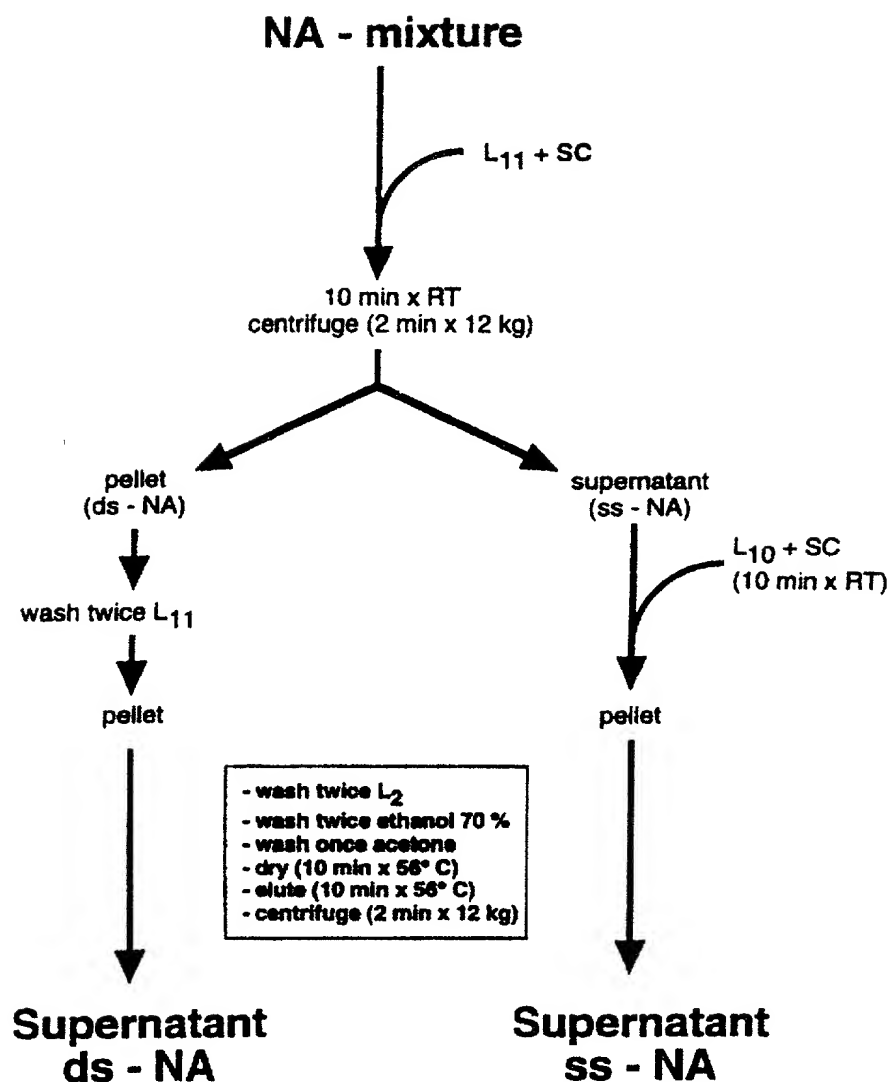 NA - mixture
L11 + SC
10 min x RT
centrifuge (2 min x 12 kg)
pellet
(ds - NA)
supernatant
(ss - NA)
L10 + SC
(10 min x RT)
wash twice L11
pellet
pellet
- wash twice L2
- wash twice ethanol 70 %
- wash once acetone
- dry (10 min x 56° C)
- elute (10 min x 56° C)
- centrifuge (2 min x 12 kg)
Supernatant
ds - NA
Supernatant
ss - NA